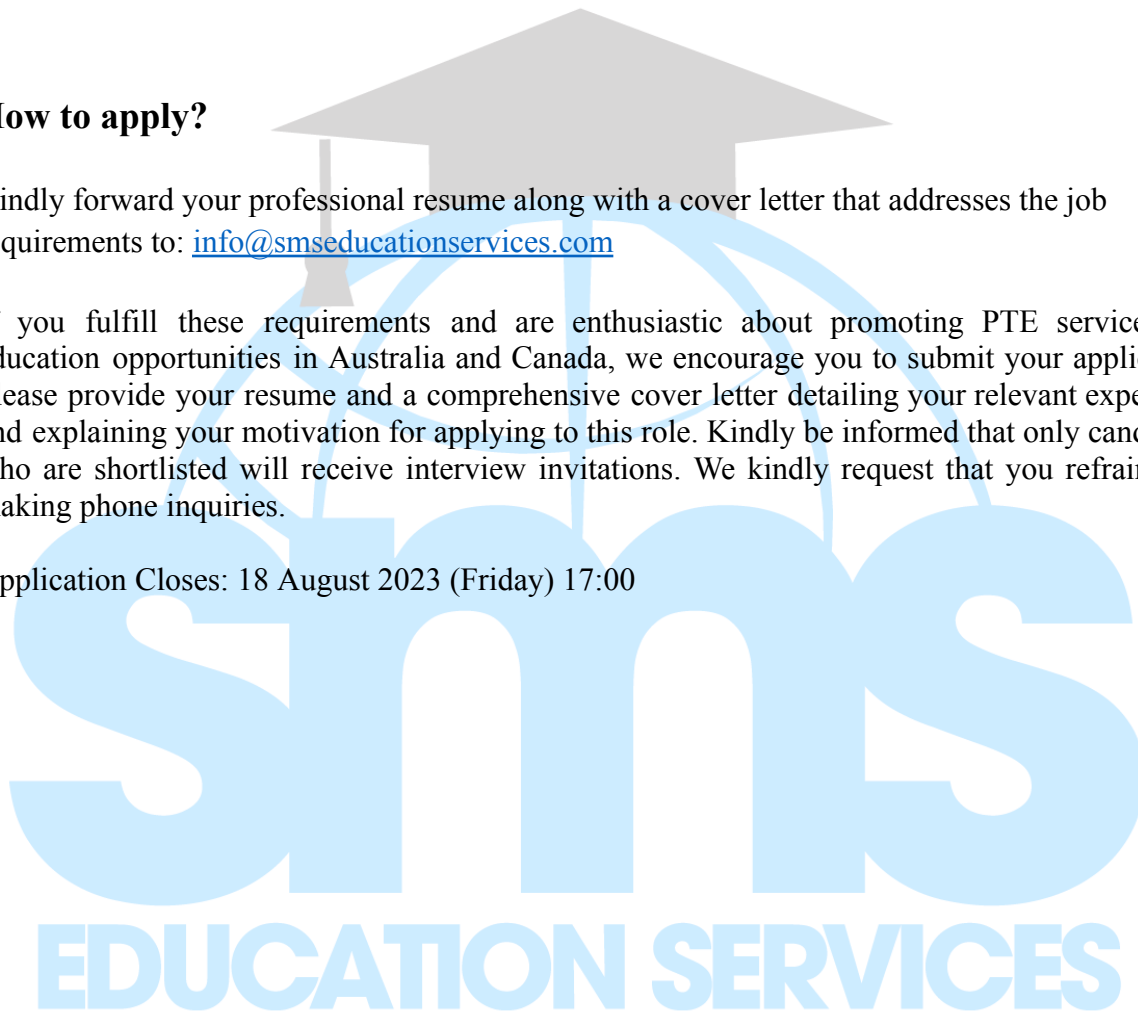 How to apply?
indly forward your professional resume along with a cover letter that addresses the job
quirements to: info@smseducationservices.com
you fulfill these requirements and are enthusiastic about promoting PTE service
ducation opportunities in Australia and Canada, we encourage you to submit your applic
lease provide your resume and a comprehensive cover letter detailing your relevant expe
nd explaining your motivation for applying to this role. Kindly be informed that only cand
ho are shortlisted will receive interview invitations. We kindly request that you refrain
aking phone inquiries.
pplication Closes: 18 August 2023 (Friday) 17:00
sms
EDUCATION SERVICES